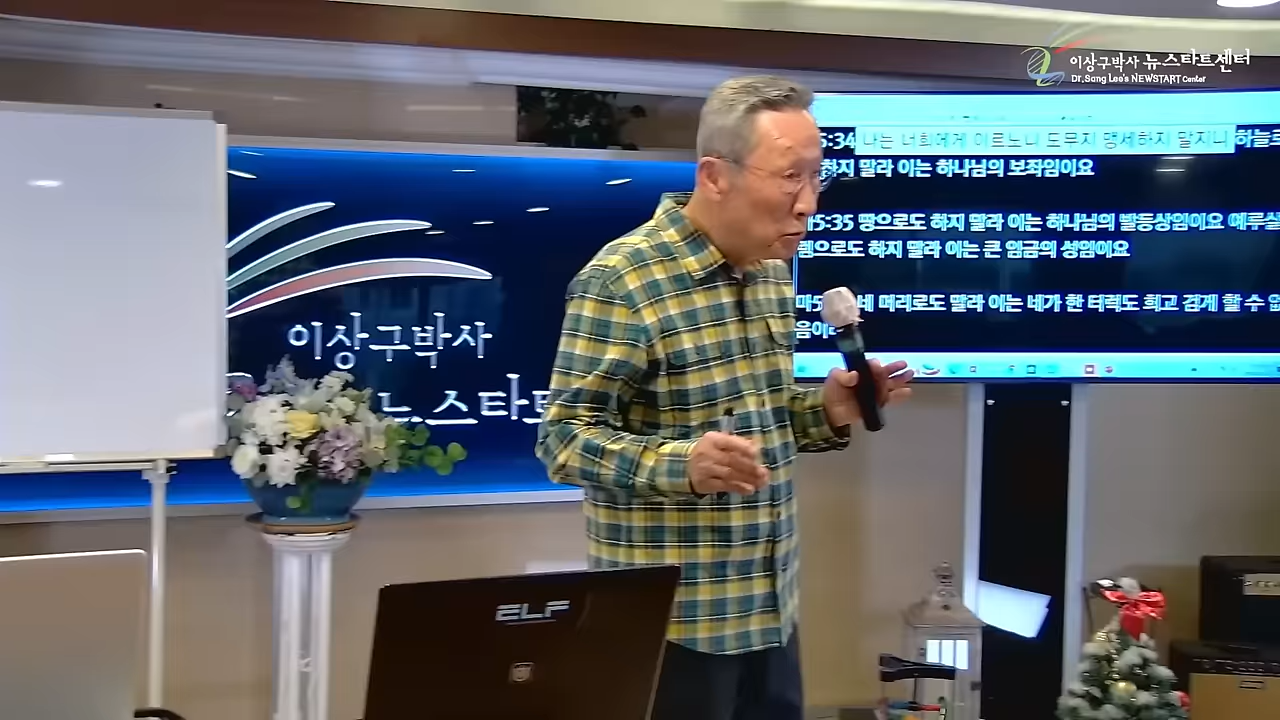 이상구박사 뉴스타트센터
Dr.Sang Lee's NEWSTART Center
5:34 나는 너희에게 이르노니 도무지 맹세하지 말지니 하늘로
하지 말라 이는 하나님의 보좌임이요
마5:35 땅으로도 하지 말라 이는 하나님의 발등상임이요 예루살
렘으로도 하지 말라 이는 큰 임금의 성임이요
마5 네 머리로도 말라 이는 네가 한 터럭도 희고 검게 할 수 없
음이라
이상구박사
뉴스타트
ELF